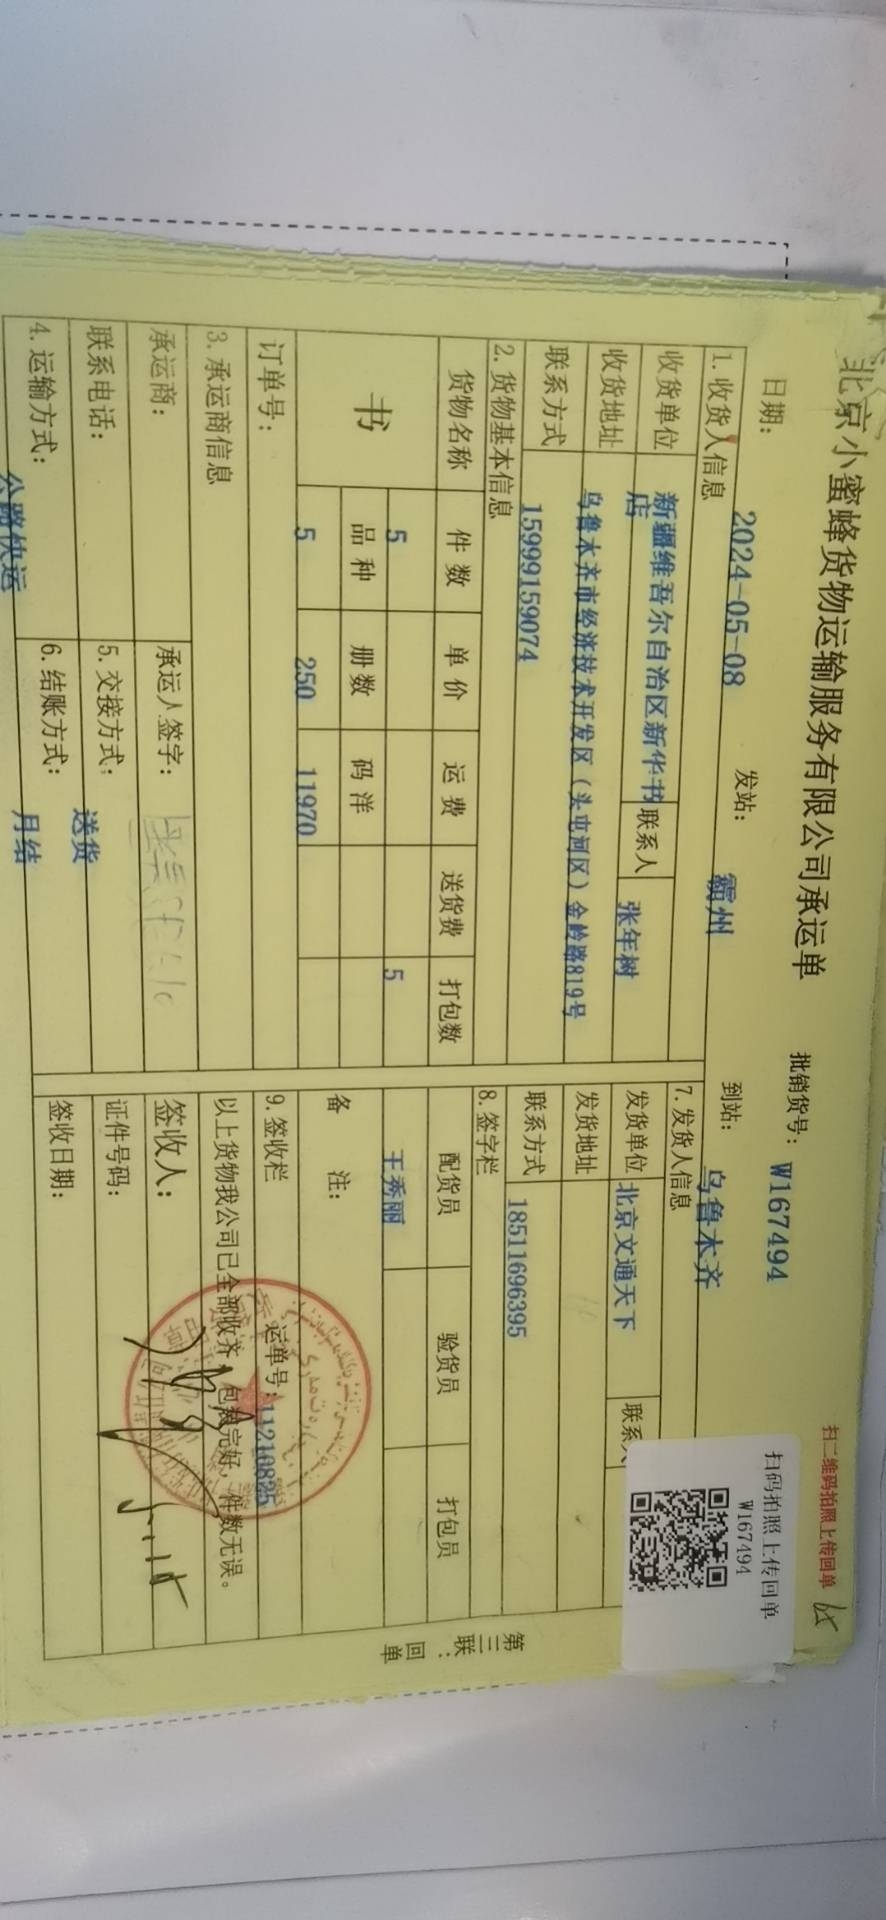 北京小蜜蜂货物运输服务有限公司承运单
扫二维码拍照上传回单
扫码拍照上传回单
W167494
批销货号: W167494
日期: 2024-05-08 发站: 霸州 到站: 乌鲁木齐
1. 收货人信息
收货单位 新疆维吾尔自治区新华书店 联系人 张年树
收货地址 乌鲁木齐市经济技术开发区(头屯河区)金岭路819号
联系方式 15999159074
2. 货物基本信息
货物名称 件数 单价 运费 送货费 打包数
书 5 5
品种 册数 码洋
5 250 11970
订单号:
3. 承运商信息
承运商: 承运人签字:
联系电话: 5. 交接方式: 送货
4. 运输方式: 公路快运 6. 结账方式: 月结
7. 发货人信息
发货单位 北京文通天下 联系
发货地址
联系方式 18511696395
8. 签字栏
配货员 验货员 打包员
王秀丽
备 注:
9. 签收栏 运单号: 11210825
以上货物我公司已全部收齐,包装完好,件数无误。
签收人:
证件号码:
签收日期:
第三联:回单